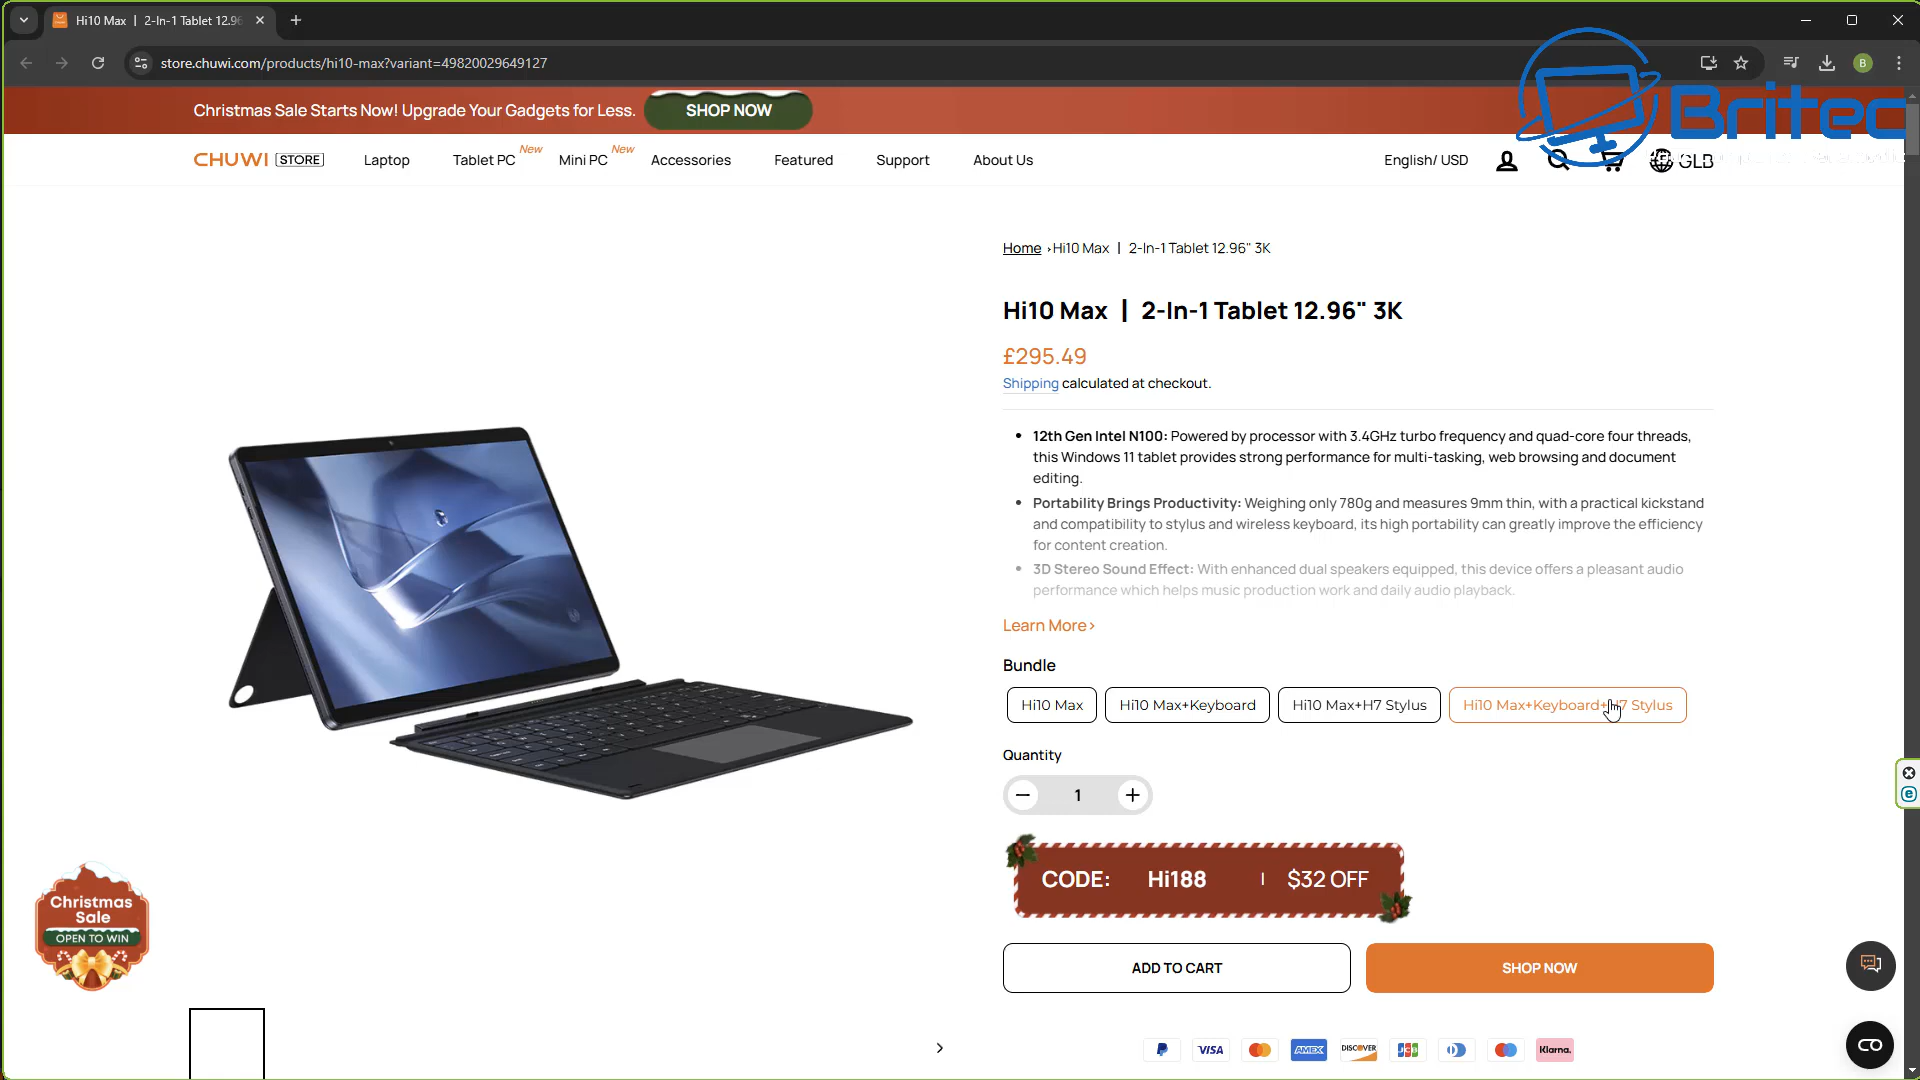 Hi10 Max | 2-In-1 Tablet 12.96
store.chuwi.com/products/hi10-max?variant=49820029649127
B
Britec
Christmas Sale Starts Now! Upgrade Your Gadgets for Less.
SHOP NOW
CHUWI STORE
Laptop
Tablet PC
New
Mini PC
New
Accessories
Featured
Support
About Us
English/ USD
GLB
Home › Hi10 Max | 2-In-1 Tablet 12.96" 3K
Hi10 Max | 2-In-1 Tablet 12.96" 3K
£295.49
Shipping calculated at checkout.
12th Gen Intel N100: Powered by processor with 3.4GHz turbo frequency and quad-core four threads,
this Windows 11 tablet provides strong performance for multi-tasking, web browsing and document
editing.
Portability Brings Productivity: Weighing only 780g and measures 9mm thin, with a practical kickstand
and compatibility to stylus and wireless keyboard, its high portability can greatly improve the efficiency
for content creation.
3D Stereo Sound Effect: With enhanced dual speakers equipped, this device offers a pleasant audio
performance which helps music production work and daily audio playback.
Learn More ›
Bundle
Hi10 Max
Hi10 Max+Keyboard
Hi10 Max+H7 Stylus
Hi10 Max+Keyboard+H7 Stylus
Quantity
1
CODE: Hi188 | $32 OFF
ADD TO CART
SHOP NOW
Christmas
Sale
OPEN TO WIN
VISA
AMEX
DISCOVER
JCB
Klarna.